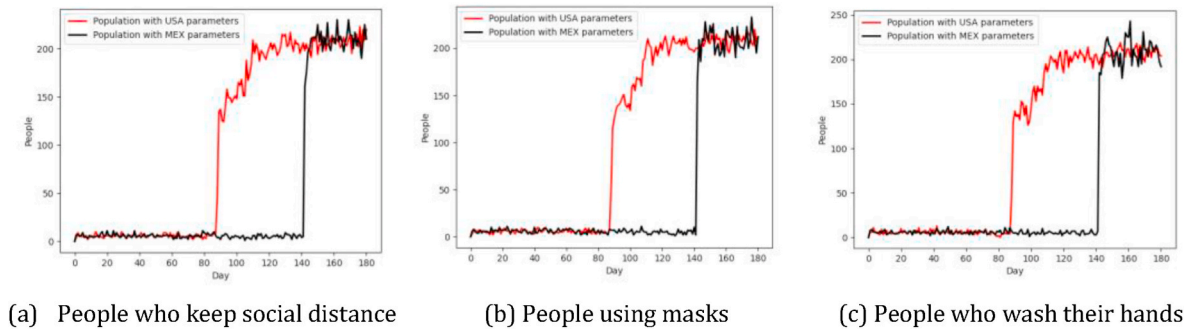 Population with USA parameters
Population with MEX parameters
200
150
100
50
0
People
0 20 40 60 80 100 120 140 160 180
Day
(a) People who keep social distance
Population with USA parameters
Population with MEX parameters
200
150
100
50
0
People
0 20 40 60 80 100 120 140 160 180
Day
(b) People using masks
250
Population with USA parameters
Population with MEX parameters
200
150
100
50
0
People
0 20 40 60 80 100 120 140 160 180
Day
(c) People who wash their hands